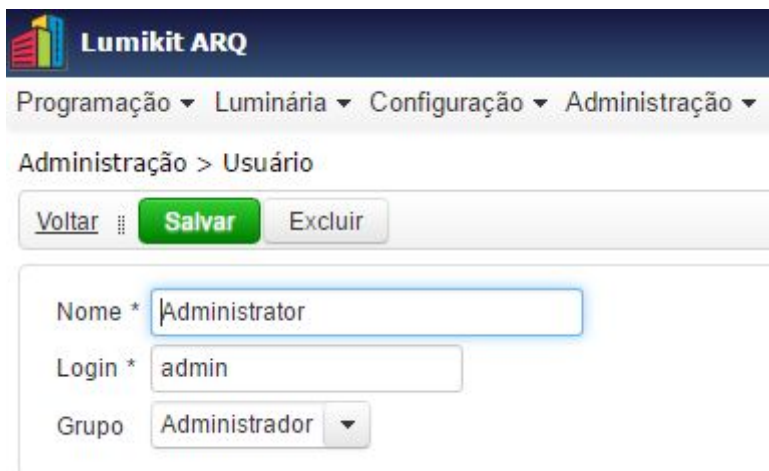 Lumikit ARQ
Programação Luminária Configuração Administração
Administração > Usuário
Voltar Salvar Excluir
Nome * Administrator
Login * admin
Grupo Administrador